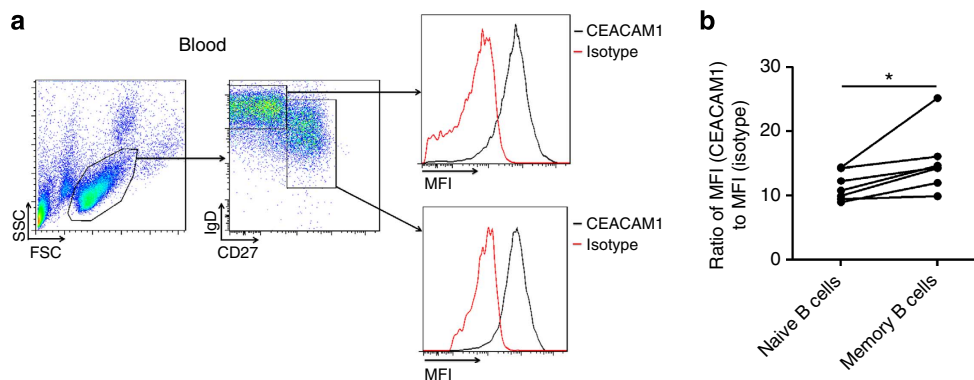 a
Blood
SSC
FSC
IgD
CD27
CEACAM1
Isotype
MFI
CEACAM1
Isotype
MFI
b
Ratio of MFI (CEACAM1)
to MFI (isotype)
30
20
10
0
*
Naive B cells
Memory B cells